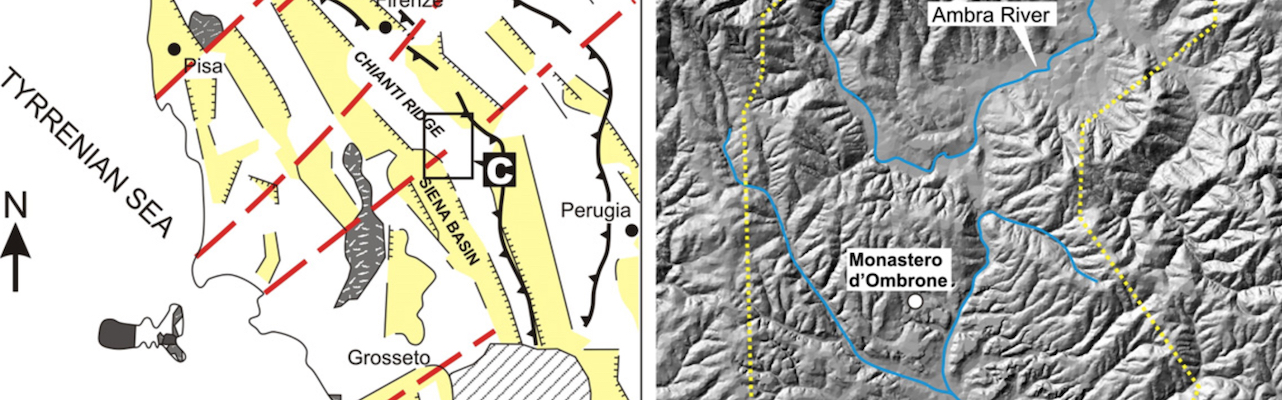 Firenze
Pisa
CHIANTI RIDGE
TYRRENIAN SEA
C
SIENA BASIN
N
Perugia
Grosseto
Ambra River
Monastero
d'Ombrone